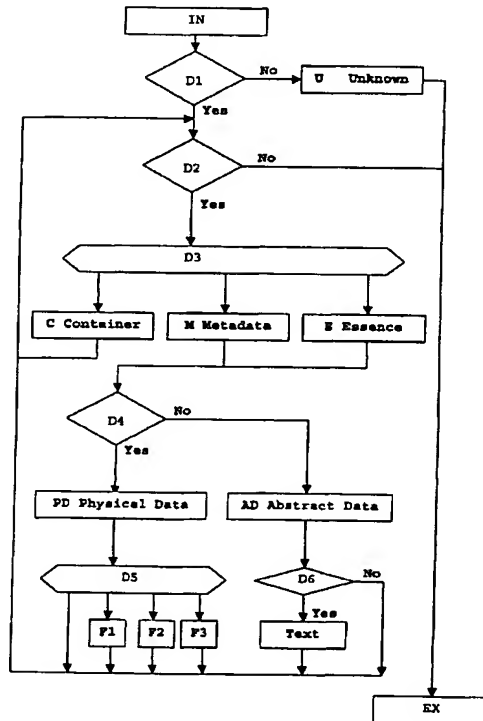 IN
D1
No
U Unknown
Yes
D2
No
Yes
D3
C Container
M Metadata
E Essence
D4
No
Yes
PD Physical Data
AD Abstract Data
D5
D6
No
Yes
F1
F2
F3
Text
EX